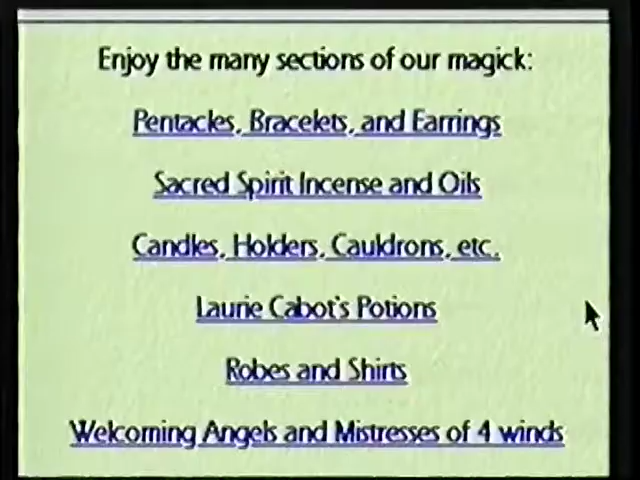 Enjoy the many sections of our magick:
Pentacles, Bracelets, and Earrings
Sacred Spirit Incense and Oils
Candles, Holders, Cauldrons, etc.
Laurie Cabot's Potions
Robes and Shirts
Welcoming Angels and Mistresses of 4 winds